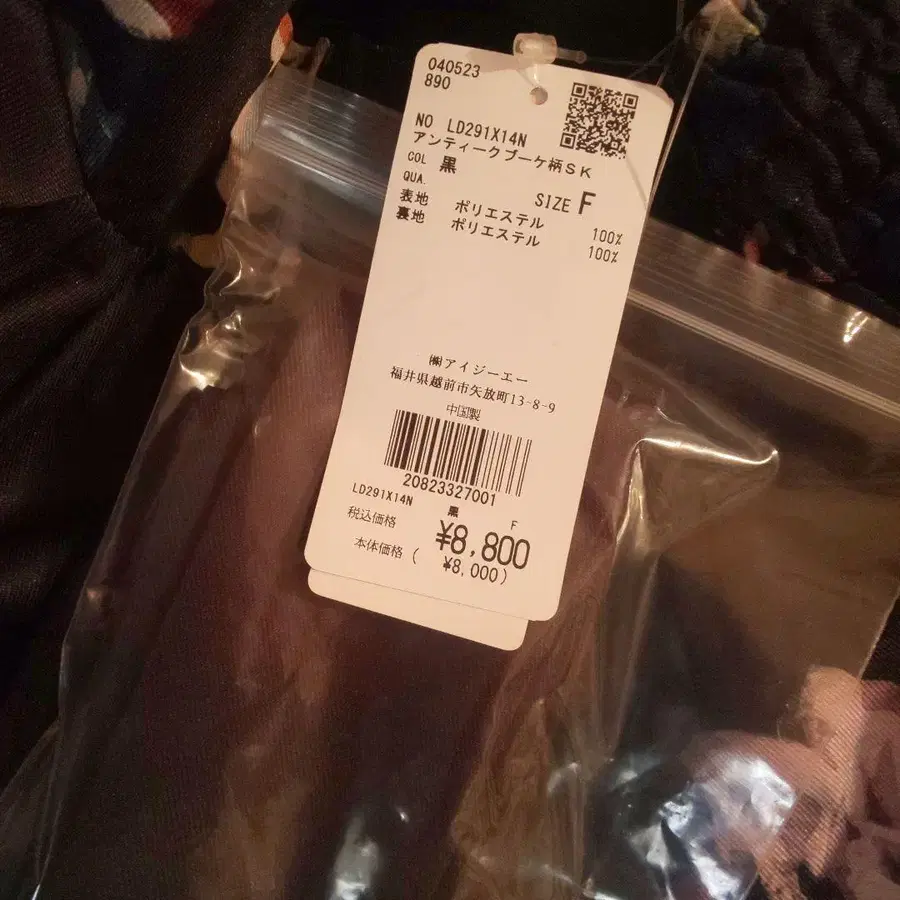 040523
890
NO LD291X14N
アンティークブーケ柄SK
COL 黒
QUA. SIZE F
表地 ポリエステル 100%
裏地 ポリエステル 100%
㈱アイジーエー
福井県越前市矢放町13-8-9
中国製
20823327001
LD291X14N 黒 F
税込価格 ¥8,800
本体価格 ( ¥8,000)